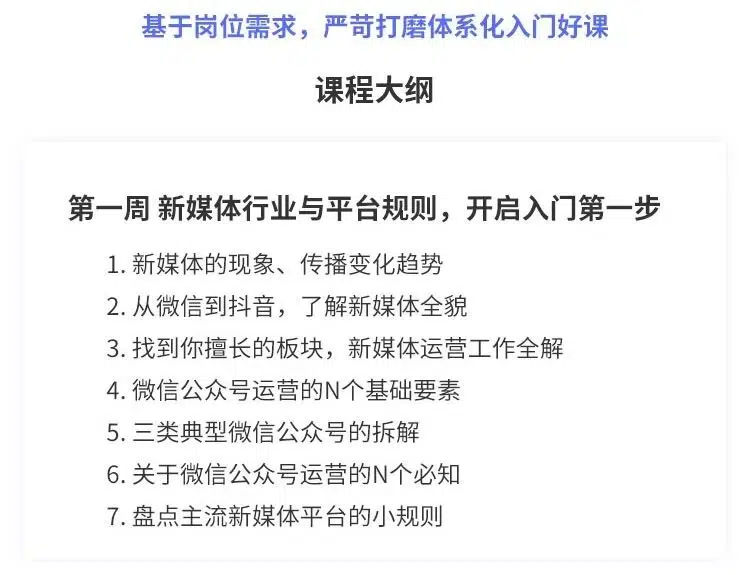 基于岗位需求，严苛打磨体系化入门好课
课程大纲
第一周 新媒体行业与平台规则，开启入门第一步
1. 新媒体的现象、传播变化趋势
2. 从微信到抖音，了解新媒体全貌
3. 找到你擅长的板块，新媒体运营工作全解
4. 微信公众号运营的N个基础要素
5. 三类典型微信公众号的拆解
6. 关于微信公众号运营的N个必知
7. 盘点主流新媒体平台的小规则